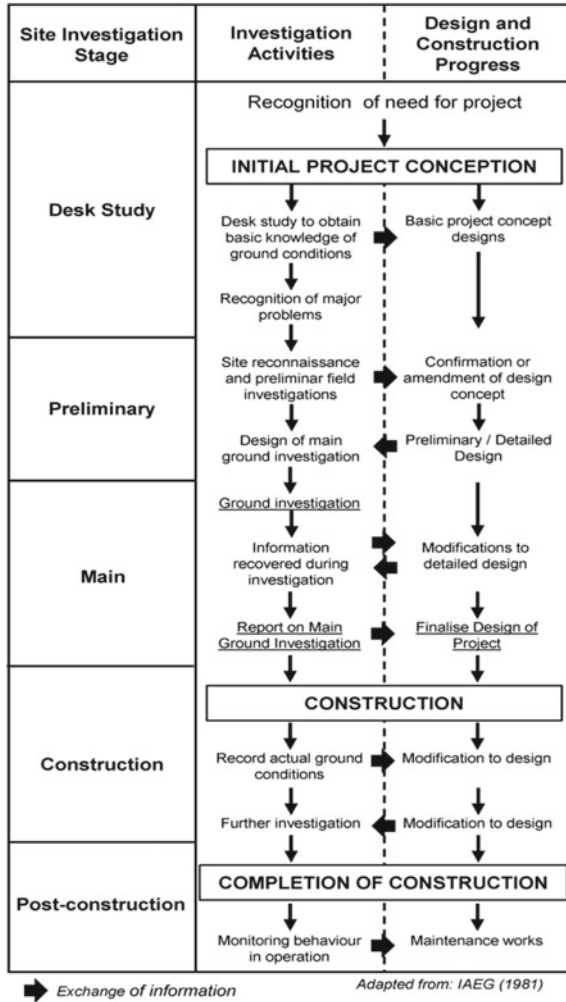 Site Investigation
Stage
Investigation
Activities
Design and
Construction
Progress
Recognition of need for project
INITIAL PROJECT CONCEPTION
Desk Study
Desk study to obtain
basic knowledge of
ground conditions
Basic project concept
designs
Recognition of major
problems
Preliminary
Site reconnaissance
and preliminar field
investigations
Confirmation or
amendment of design
concept
Design of main
ground investigation
Preliminary / Detailed
Design
Main
Ground investigation
Information
recovered during
investigation
Modifications to
detailed design
Report on Main
Ground Investigation
Finalise Design of
Project
CONSTRUCTION
Construction
Record actual ground
conditions
Modification to design
Further investigation
Modification to design
COMPLETION OF CONSTRUCTION
Post-construction
Monitoring behaviour
in operation
Maintenance works
Exchange of information
Adapted from: IAEG (1981)